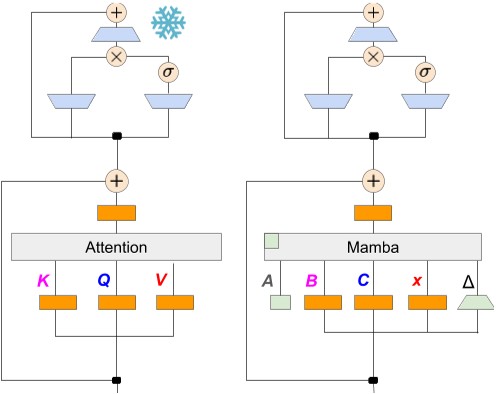 +
+
×
σ
×
σ
+
+
Attention
Mamba
K
Q
V
A
B
C
x
Δ